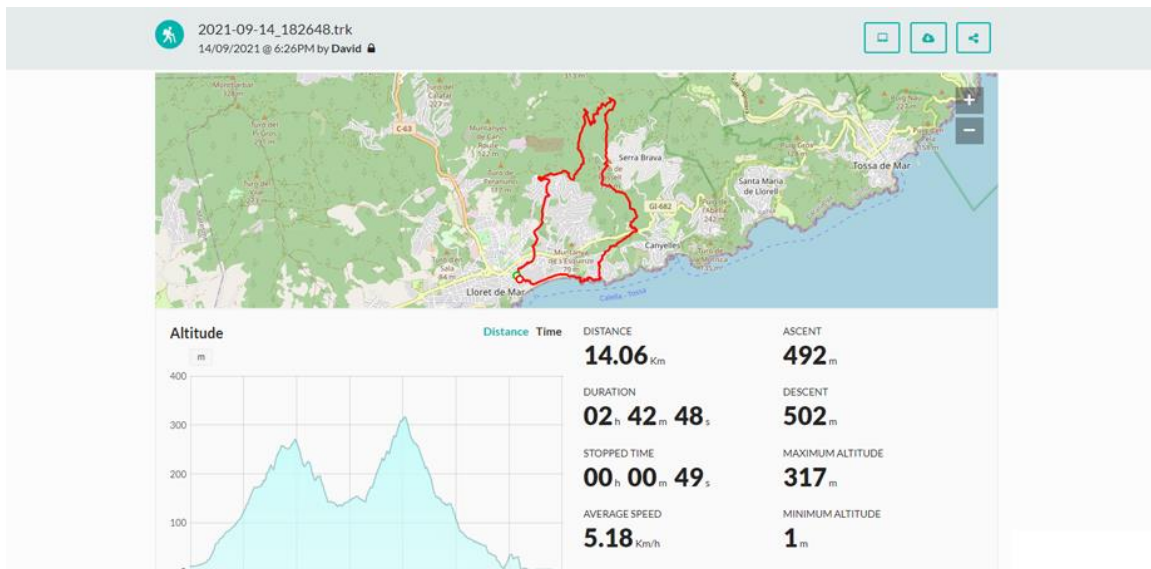 2021-09-14_182648.trk
14/09/2021 @ 6:26PM by David
C-63
Serra Brava
Tossa de Mar
Santa Maria
de Llorell
GI-682
Canyelles
Lloret de Mar
+
−
Altitude
Distance Time
m
400
300
200
100
DISTANCE
14.06 Km
ASCENT
492 m
DURATION
02 h 42 m 48 s
DESCENT
502 m
STOPPED TIME
00 h 00 m 49 s
MAXIMUM ALTITUDE
317 m
AVERAGE SPEED
5.18 Km/h
MINIMUM ALTITUDE
1 m